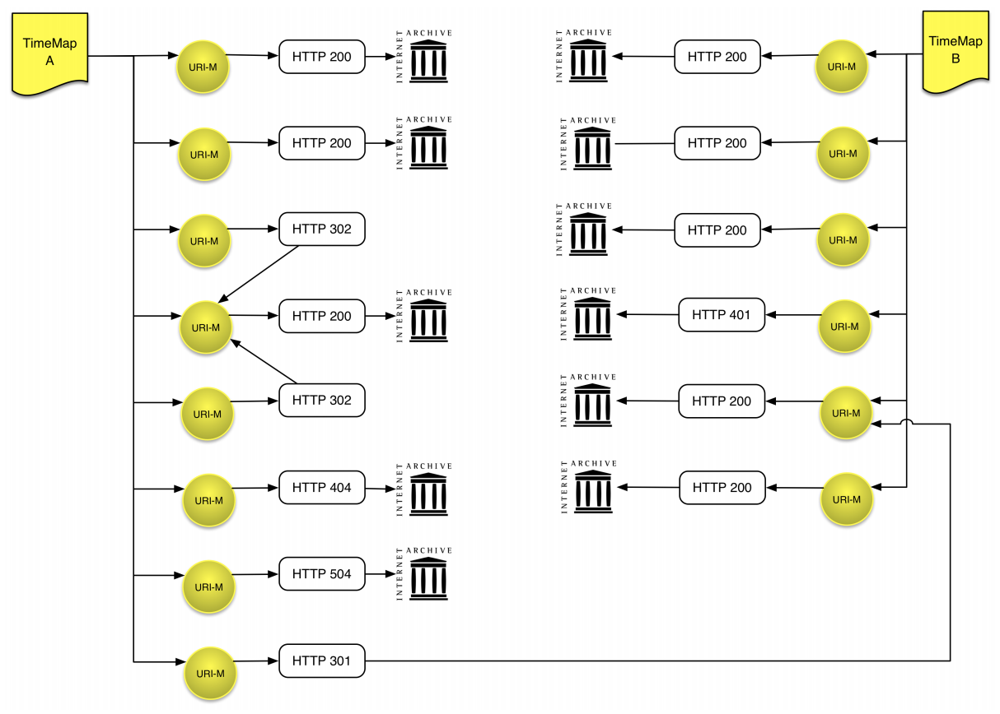 TimeMap
A
URI-M
HTTP 200
INTERNET
ARCHIVE
URI-M
HTTP 200
INTERNET
ARCHIVE
URI-M
HTTP 302
URI-M
HTTP 200
INTERNET
ARCHIVE
URI-M
HTTP 302
URI-M
HTTP 404
INTERNET
ARCHIVE
URI-M
HTTP 504
INTERNET
ARCHIVE
URI-M
HTTP 301
INTERNET
ARCHIVE
HTTP 200
URI-M
TimeMap
B
INTERNET
ARCHIVE
HTTP 200
URI-M
INTERNET
ARCHIVE
HTTP 200
URI-M
INTERNET
ARCHIVE
HTTP 401
URI-M
INTERNET
ARCHIVE
HTTP 200
URI-M
INTERNET
ARCHIVE
HTTP 200
URI-M